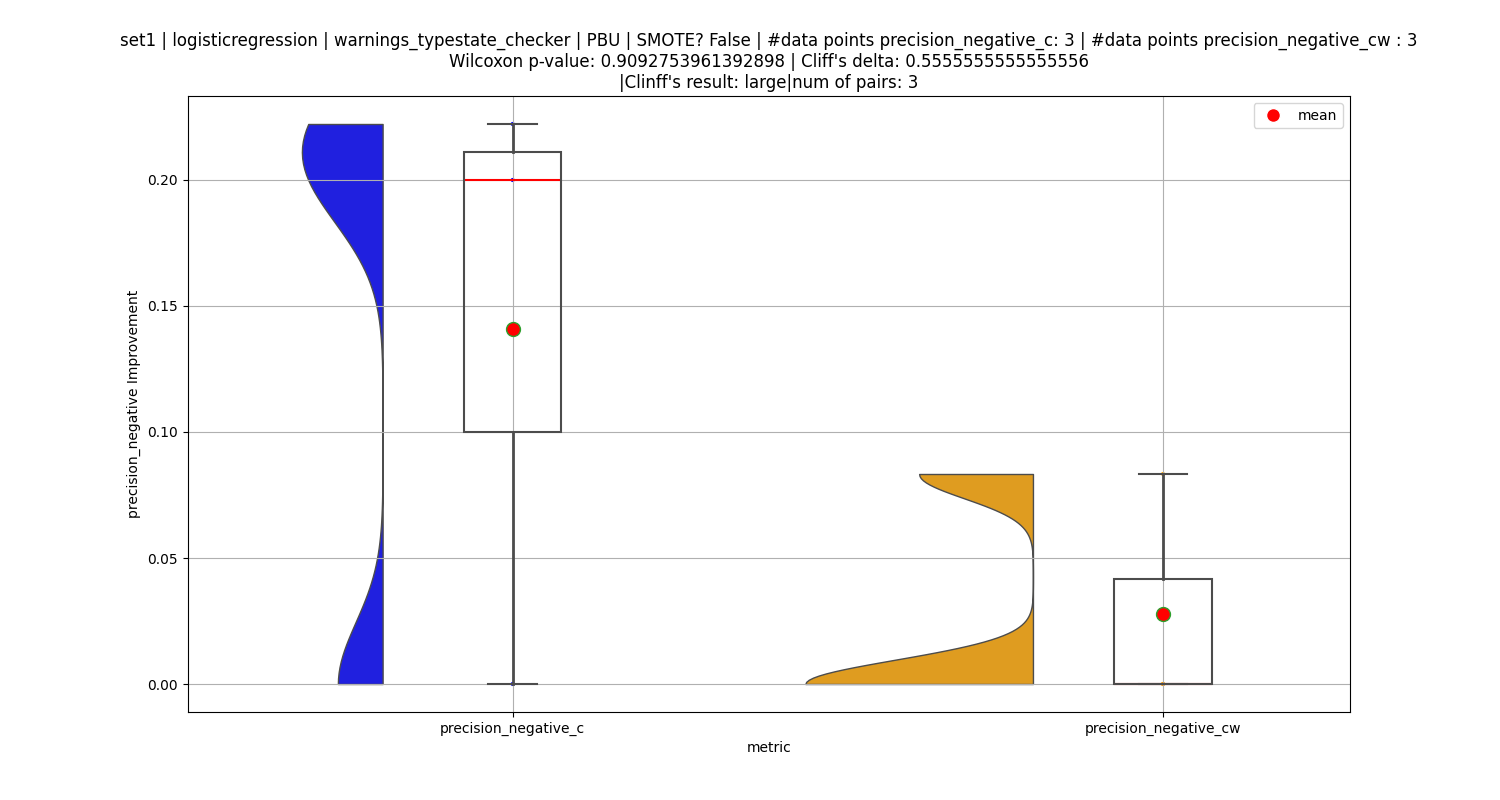 set1 | logisticregression | warnings_typestate_checker | PBU | SMOTE? False | #data points precision_negative_c: 3 | #data points precision_negative_cw : 3
Wilcoxon p-value: 0.9092753961392898 | Cliff's delta: 0.5555555555555556
|Clinff's result: large|num of pairs: 3
mean
0.20
0.15
0.10
0.05
0.00
precision_negative Improvement
precision_negative_c
precision_negative_cw
metric